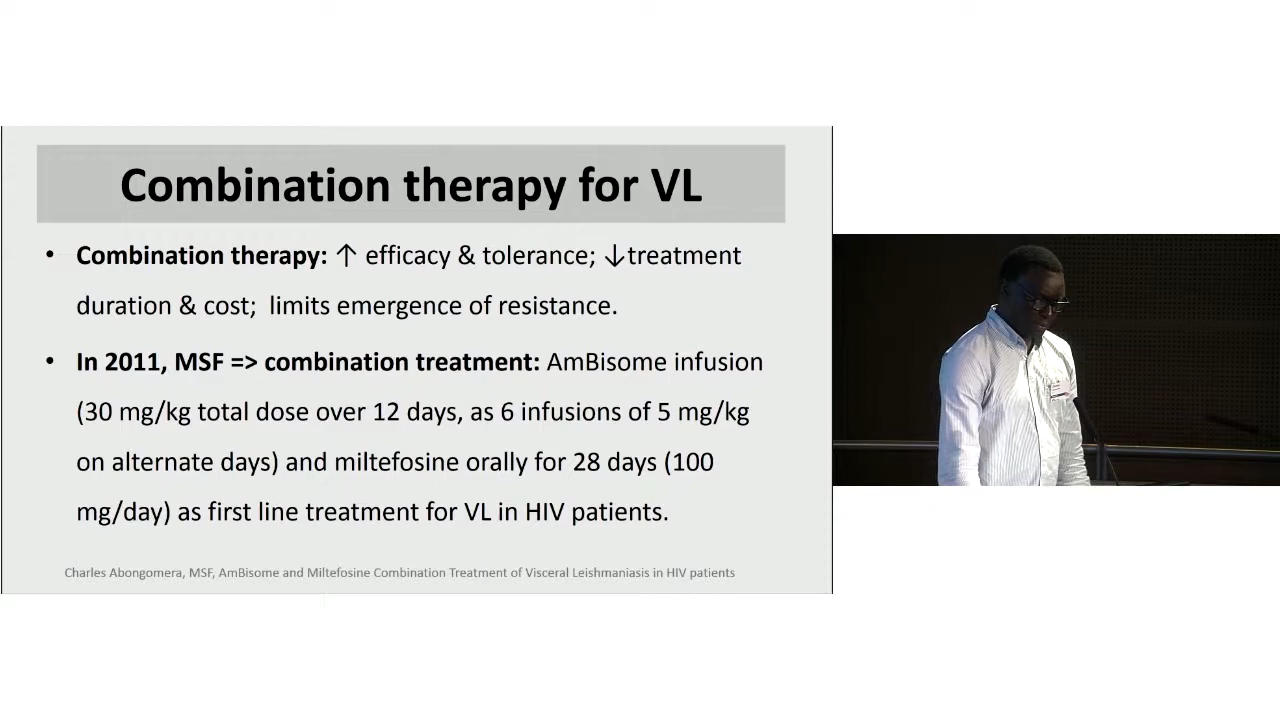 Combination therapy for VL
• Combination therapy: ↑ efficacy & tolerance; ↓treatment
duration & cost; limits emergence of resistance.
• In 2011, MSF => combination treatment: AmBisome infusion
(30 mg/kg total dose over 12 days, as 6 infusions of 5 mg/kg
on alternate days) and miltefosine orally for 28 days (100
mg/day) as first line treatment for VL in HIV patients.
Charles Abongomera, MSF, AmBisome and Miltefosine Combination Treatment of Visceral Leishmaniasis in HIV patients